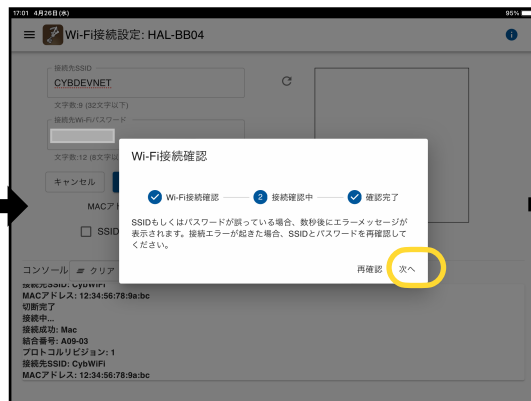 17:01 4月26日(水)
95%
Wi-Fi接続設定: HAL-BB04
接続先SSID
CYBDEVNET
文字数:9 (32文字以下)
接続先Wi-Fiパスワード
文字数:12 (8文字以
キャンセル
MACアド
SSID
Wi-Fi接続確認
Wi-Fi接続確認
2 接続確認中
確認完了
SSIDもしくはパスワードが誤っている場合、数秒後にエラーメッセージが
表示されます。接続エラーが起きた場合、SSIDとパスワードを再確認して
ください。
再確認 次へ
コンソール クリア
接続先SSID: CybWiFi
MACアドレス: 12:34:56:78:9a:bc
切断完了
接続中...
接続成功: Mac
結合番号: A09-03
プロトコルリビジョン: 1
接続先SSID: CybWiFi
MACアドレス: 12:34:56:78:9a:bc